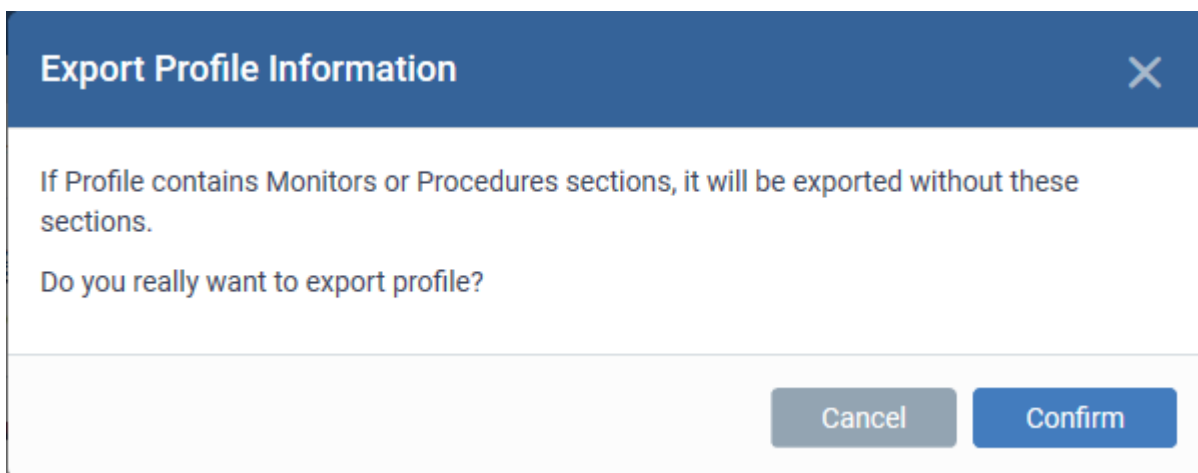 Export Profile Information
If Profile contains Monitors or Procedures sections, it will be exported without these
sections.
Do you really want to export profile?
Cancel
Confirm